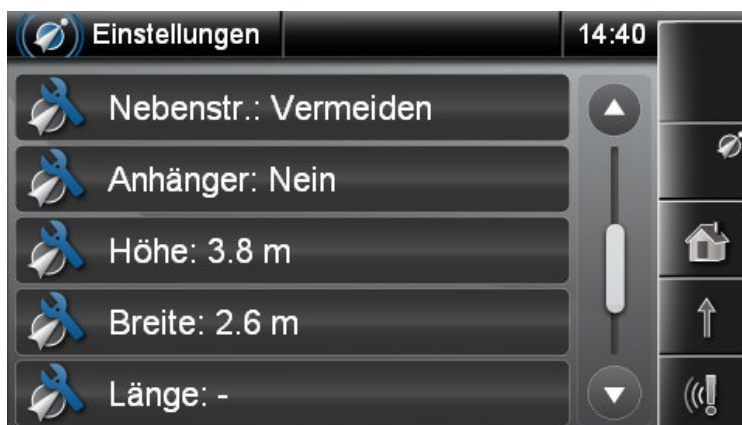 Einstellungen
14:40
Nebenstr.: Vermeiden
Anhänger: Nein
Höhe: 3.8 m
Breite: 2.6 m
Länge: -